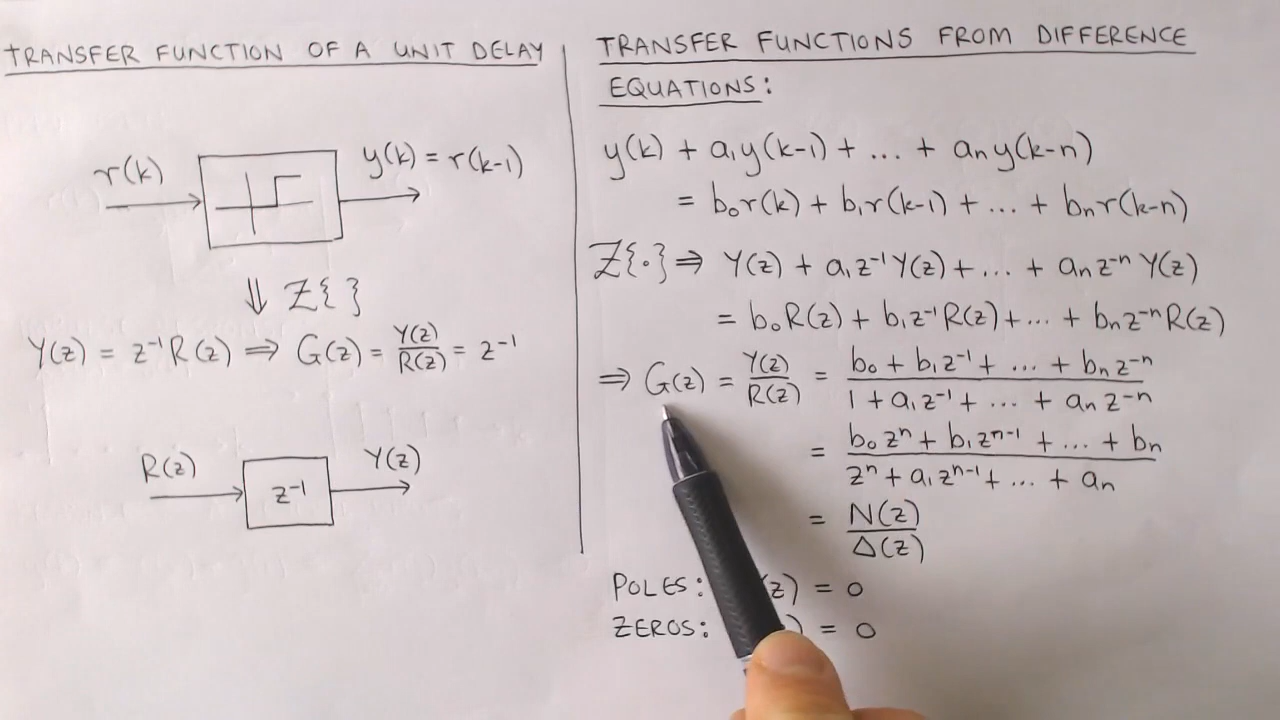 TRANSFER FUNCTION OF A UNIT DELAY
r(k)
y(k) = r(k-1)
⇓ Z{ }
Y(z) = z⁻¹R(z) ⇒ G(z) = Y(z)/R(z) = z⁻¹
R(z)
z⁻¹
Y(z)
TRANSFER FUNCTIONS FROM DIFFERENCE
EQUATIONS:
y(k) + a₁y(k-1) + ... + aₙy(k-n)
= b₀r(k) + b₁r(k-1) + ... + bₙr(k-n)
Z{·} ⇒ Y(z) + a₁z⁻¹Y(z) + ... + aₙz⁻ⁿY(z)
= b₀R(z) + b₁z⁻¹R(z) + ... + bₙz⁻ⁿR(z)
⇒ G(z) = Y(z)/R(z) = (b₀ + b₁z⁻¹ + ... + bₙz⁻ⁿ)/(1 + a₁z⁻¹ + ... + aₙz⁻ⁿ)
= (b₀zⁿ + b₁zⁿ⁻¹ + ... + bₙ)/(zⁿ + a₁zⁿ⁻¹ + ... + aₙ)
= N(z)/Δ(z)
POLES: (z) = 0
ZEROS: ) = 0